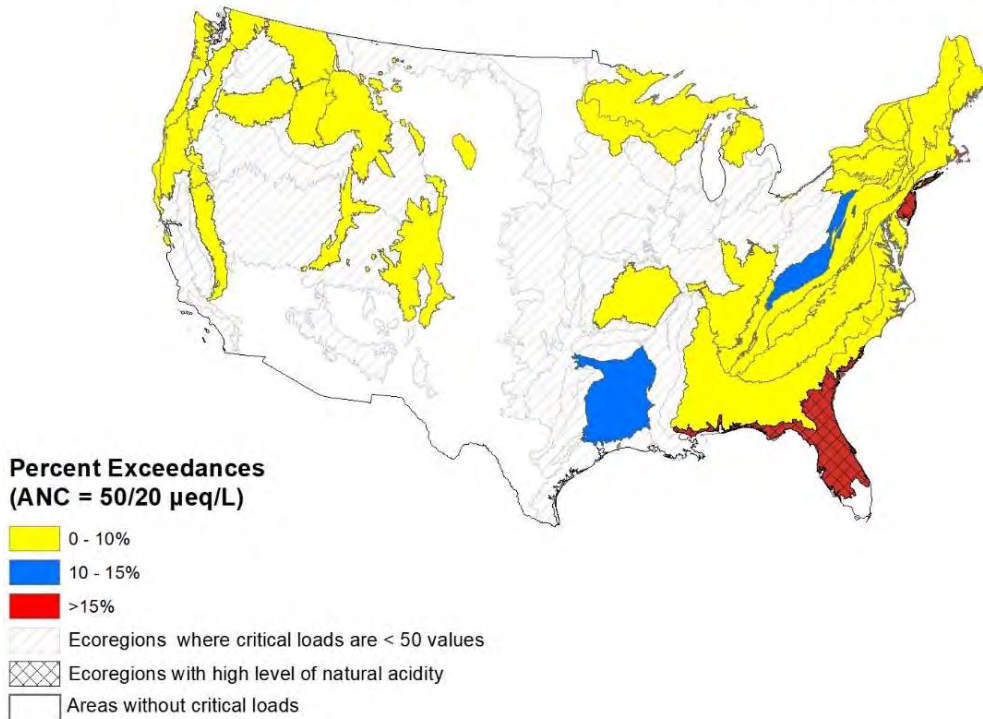 Percent Exceedances
(ANC = 50/20 µeq/L)
0 - 10%
10 - 15%
>15%
Ecoregions where critical loads are < 50 values
Ecoregions with high level of natural acidity
Areas without critical loads